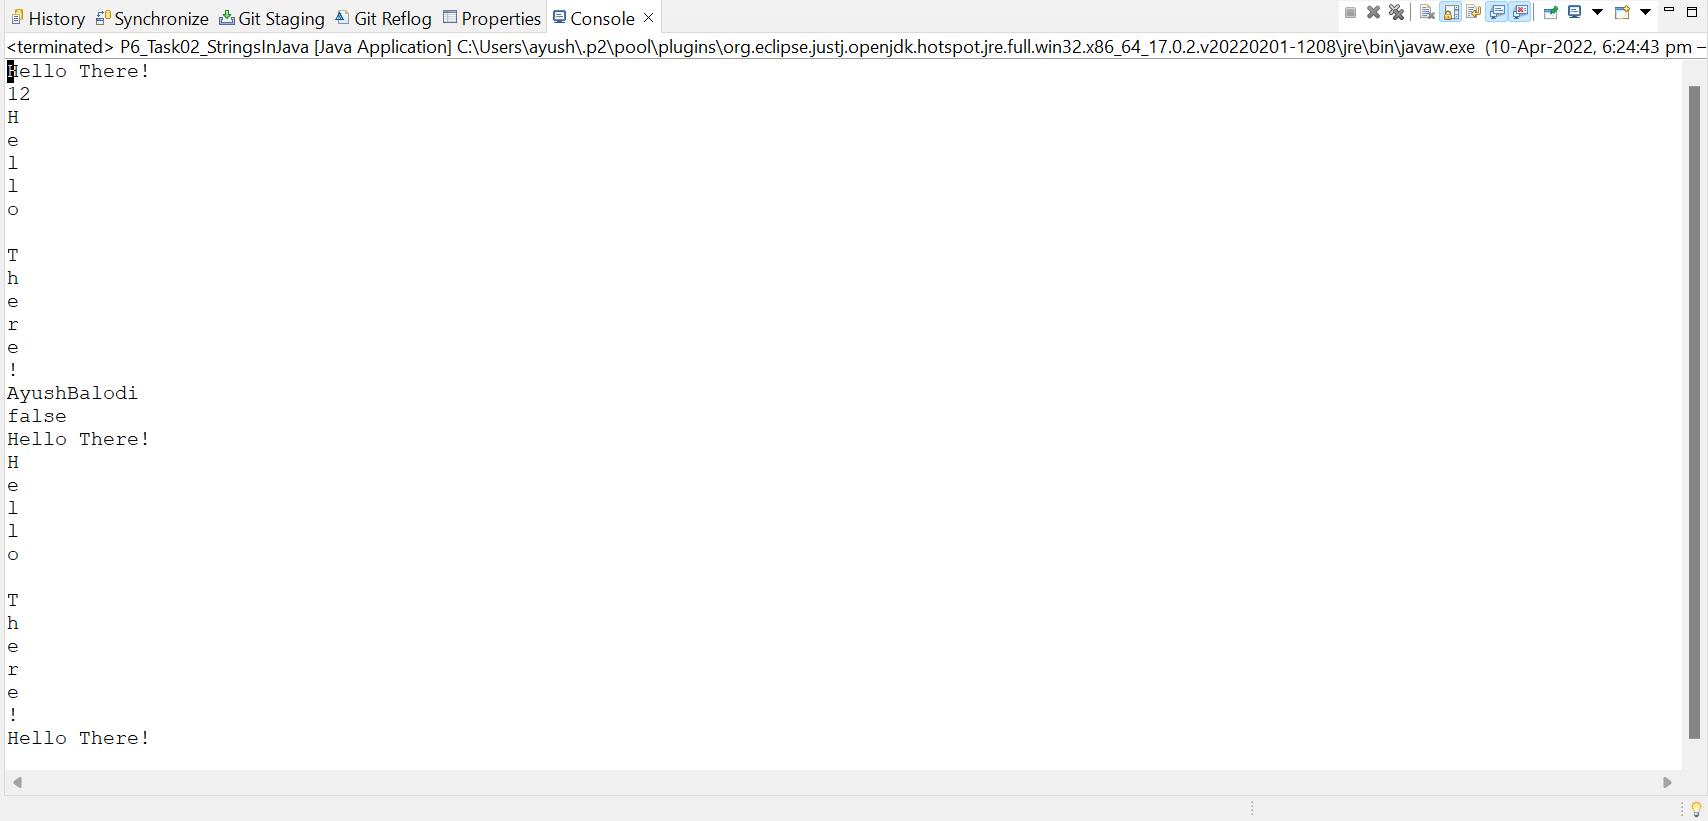 History Synchronize Git Staging Git Reflog Properties Console
<terminated> P6_Task02_StringsInJava [Java Application] C:\Users\ayush\.p2\pool\plugins\org.eclipse.justj.openjdk.hotspot.jre.full.win32.x86_64_17.0.2.v20220201-1208\jre\bin\javaw.exe (10-Apr-2022, 6:24:43 pm –
Hello There!
12
H
e
l
l
o

T
h
e
r
e
!
AyushBalodi
false
Hello There!
H
e
l
l
o

T
h
e
r
e
!
Hello There!